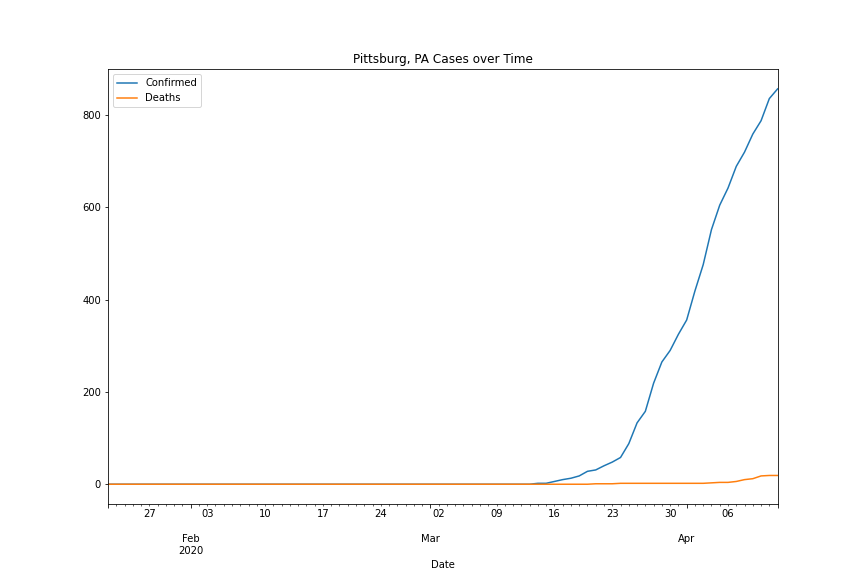 Pittsburg, PA Cases over Time
Confirmed
Deaths
800
600
400
200
0
27 03 10 17 24 02 09 16 23 30 06
Feb Mar Apr
2020
Date